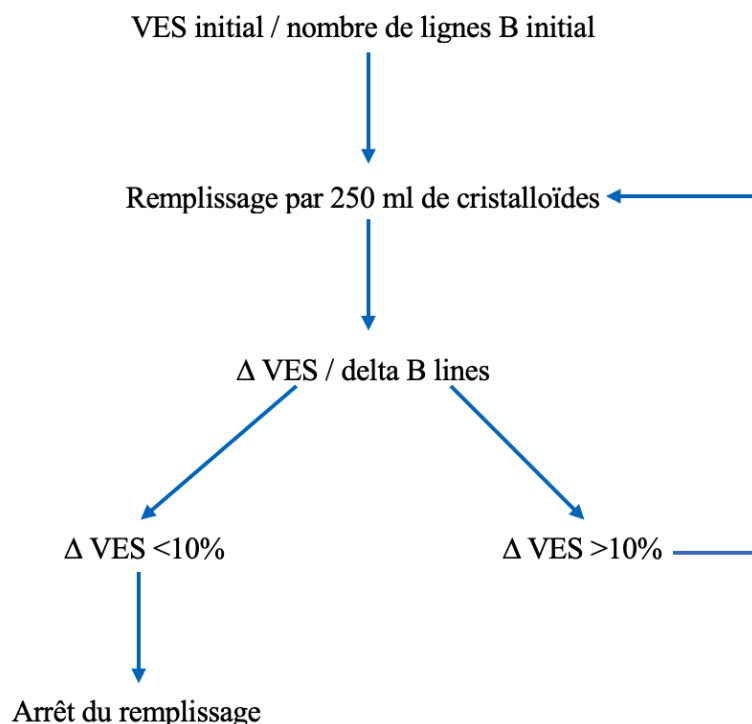 VES initial / nombre de lignes B initial
Remplissage par 250 ml de cristalloïdes
Δ VES / delta B lines
Δ VES <10%
Δ VES >10%
Arrêt du remplissage